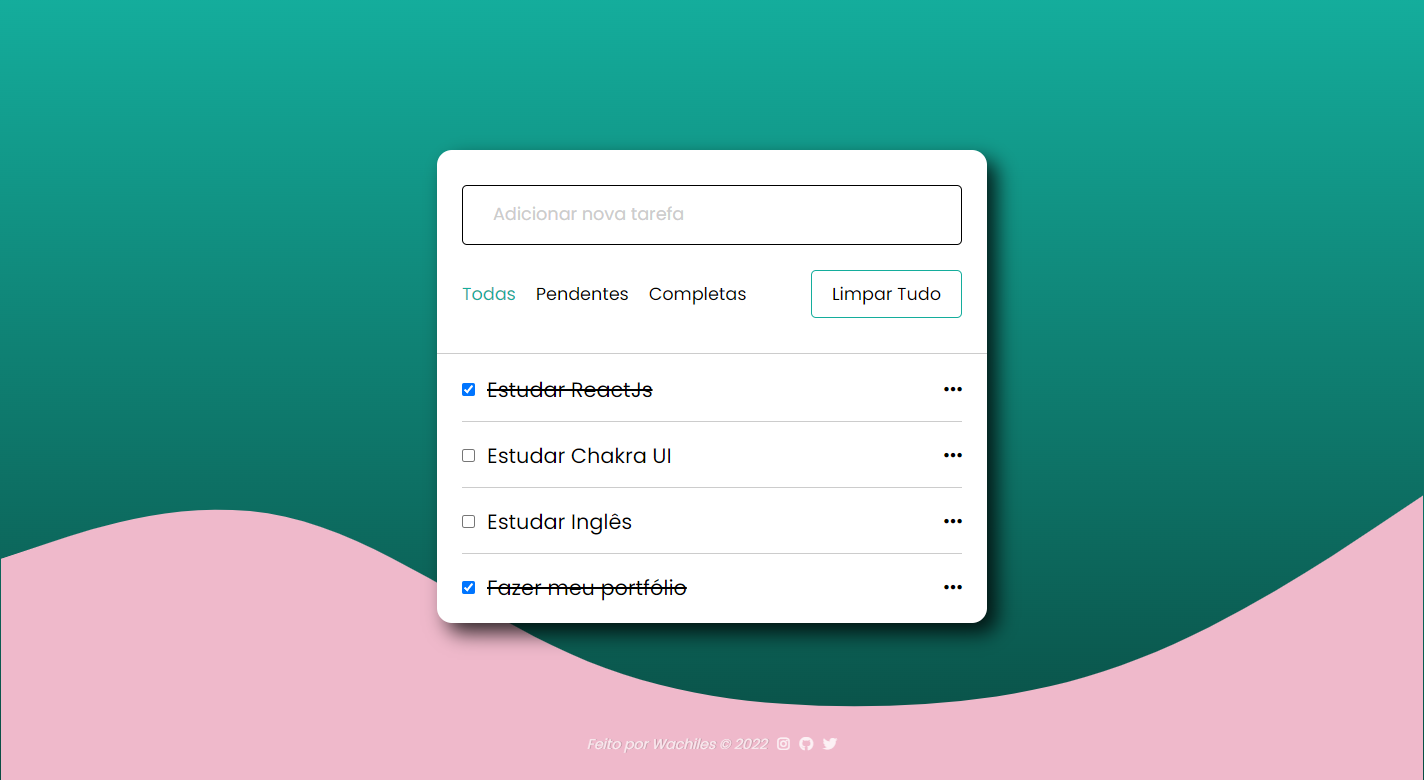 Adicionar nova tarefa
Todas Pendentes Completas Limpar Tudo
Estudar ReactJs
Estudar Chakra UI
Estudar Inglês
Fazer meu portfólio
Feito por Wachiles © 2022